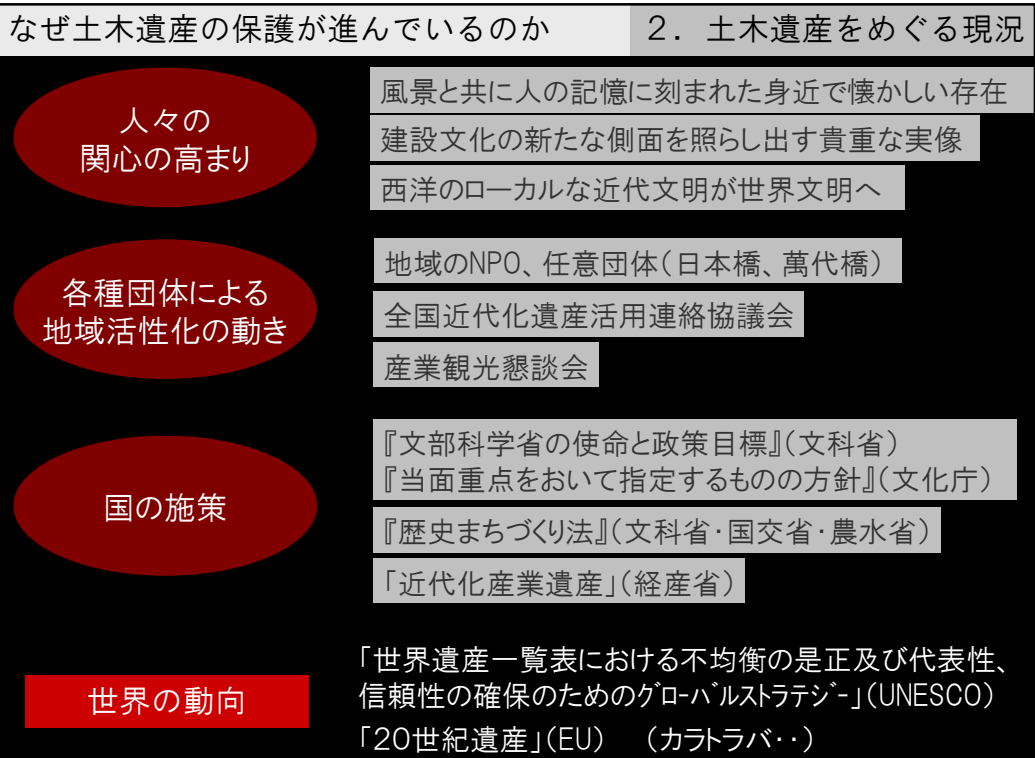 なぜ土木遺産の保護が進んでいるのか
２．土木遺産をめぐる現況
人々の
関心の高まり
風景と共に人の記憶に刻まれた身近で懐かしい存在
建設文化の新たな側面を照らし出す貴重な実像
西洋のローカルな近代文明が世界文明へ
各種団体による
地域活性化の動き
地域のNPO、任意団体（日本橋、萬代橋）
全国近代化遺産活用連絡協議会
産業観光懇談会
国の施策
『文部科学省の使命と政策目標』（文科省）
『当面重点をおいて指定するものの方針』（文化庁）
『歴史まちづくり法』（文科省・国交省・農水省）
「近代化産業遺産」（経産省）
世界の動向
「世界遺産一覧表における不均衡の是正及び代表性、
信頼性の確保のためのｸﾞﾛｰﾊﾞﾙｽﾄﾗﾃｼﾞｰ」（UNESCO）
「２０世紀遺産」（EU）　（カラトラバ・・）